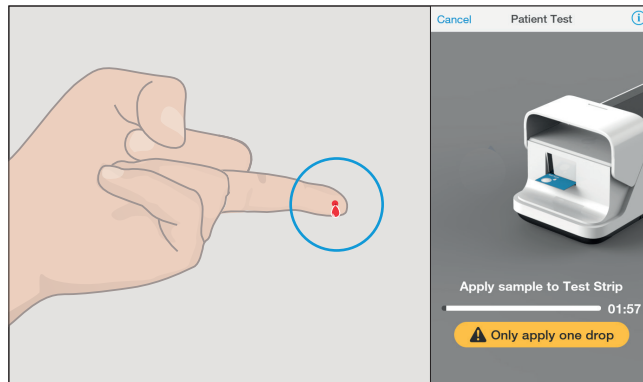 Cancel
Patient Test
Apply sample to Test Strip
01:57
Only apply one drop